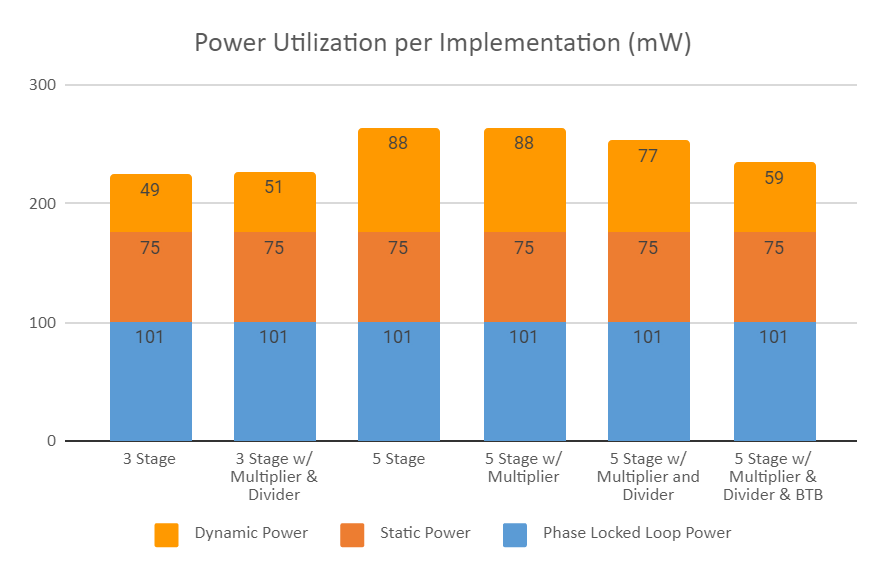 Power Utilization per Implementation (mW)
300
200
100
0
49
51
88
88
77
59
75
75
75
75
75
75
101
101
101
101
101
101
3 Stage
3 Stage w/
Multiplier &
Divider
5 Stage
5 Stage w/
Multiplier
5 Stage w/
Multiplier and
Divider
5 Stage w/
Multiplier &
Divider & BTB
Dynamic Power
Static Power
Phase Locked Loop Power